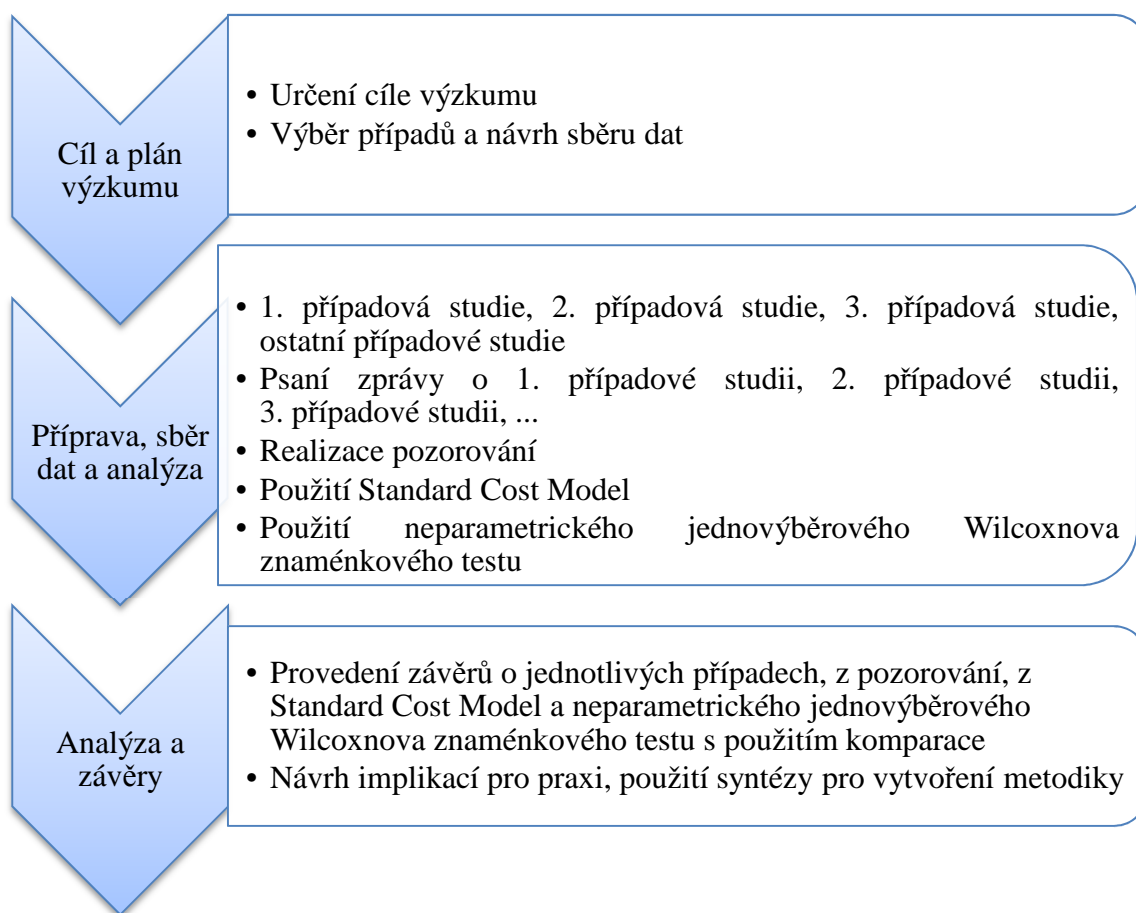 Cíl a plán
výzkumu
• Určení cíle výzkumu
• Výběr případů a návrh sběru dat
Příprava, sběr
dat a analýza
• 1. případová studie, 2. případová studie, 3. případová studie,
ostatní případové studie
• Psaní zprávy o 1. případové studii, 2. případové studii,
3. případové studii, ...
• Realizace pozorování
• Použití Standard Cost Model
• Použití neparametrického jednovýběrového Wilcoxnova
znaménkového testu
Analýza a
závěry
• Provedení závěrů o jednotlivých případech, z pozorování, z
Standard Cost Model a neparametrického jednovýběrového
Wilcoxnova znaménkového testu s použitím komparace
• Návrh implikací pro praxi, použití syntézy pro vytvoření metodiky